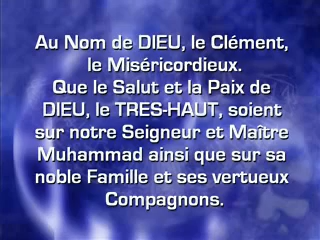 Au Nom de DIEU, le Clément,
le Miséricordieux.
Que le Salut et la Paix de
DIEU, le TRES-HAUT, soient
sur notre Seigneur et Maître
Muhammad ainsi que sur sa
noble Famille et ses vertueux
Compagnons.